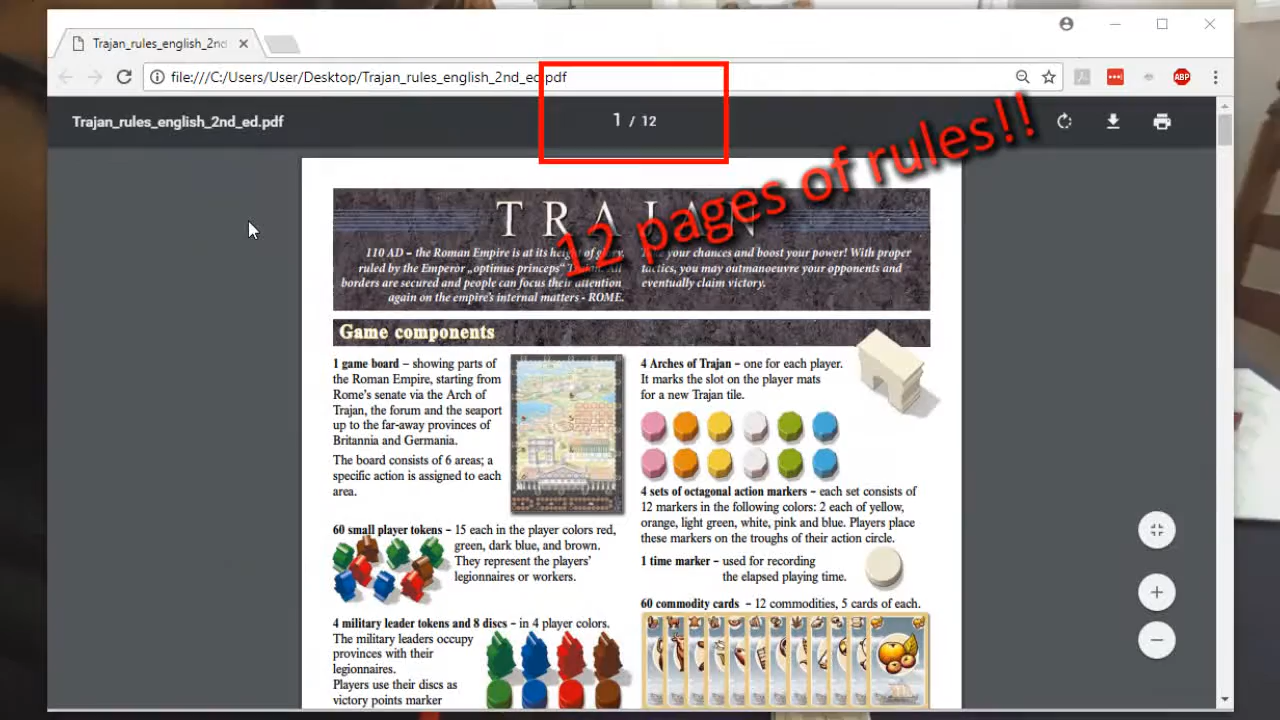 Trajan_rules_english_2nd
file:///C:/Users/User/Desktop/Trajan_rules_english_2nd_ed.pdf
ABP
Trajan_rules_english_2nd_ed.pdf
1 / 12
12 pages of rules!!
TRAJAN
110 AD – the Roman Empire is at its height of glory,
ruled by the Emperor „optimus princeps“ Trajan. All
borders are secured and people can focus their attention
again on the empire's internal matters - ROME.
your chances and boost your power! With proper
tactics, you may outmanoeuvre your opponents and
eventually claim victory.
Game components
1 game board – showing parts of
the Roman Empire, starting from
Rome's senate via the Arch of
Trajan, the forum and the seaport
up to the far-away provinces of
Britannia and Germania.
The board consists of 6 areas; a
specific action is assigned to each
area.
60 small player tokens – 15 each in the player colors red,
green, dark blue, and brown.
They represent the players'
legionnaires or workers.
4 military leader tokens and 8 discs – in 4 player colors.
The military leaders occupy
provinces with their
legionnaires.
Players use their discs as
victory points marker
4 Arches of Trajan – one for each player.
It marks the slot on the player mats
for a new Trajan tile.
4 sets of octagonal action markers – each set consists of
12 markers in the following colors: 2 each of yellow,
orange, light green, white, pink and blue. Players place
these markers on the troughs of their action circle.
1 time marker – used for recording
the elapsed playing time.
60 commodity cards – 12 commodities, 5 cards of each.